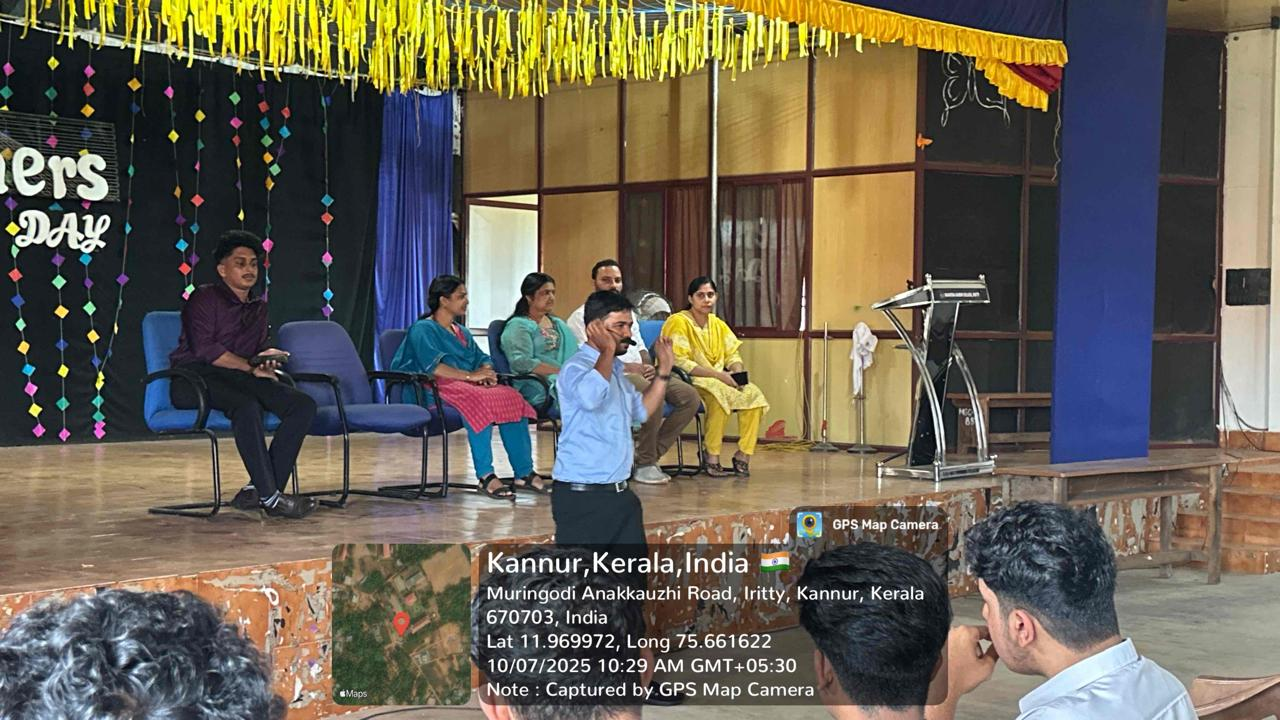 ers
DAY
GPS Map Camera
Kannur,Kerala,India
Muringodi Anakkauzhi Road, Iritty, Kannur, Kerala
670703, India
Lat 11.969972, Long 75.661622
10/07/2025 10:29 AM GMT+05:30
Note : Captured by GPS Map Camera
Maps